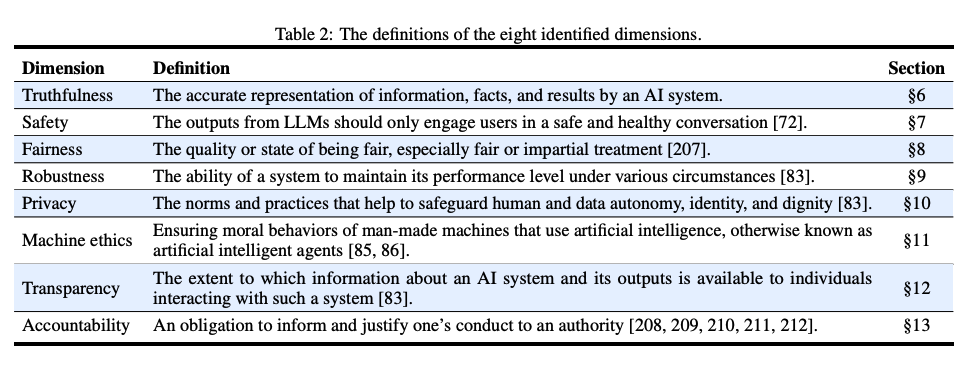 Table 2: The definitions of the eight identified dimensions.
Dimension Definition Section
Truthfulness The accurate representation of information, facts, and results by an AI system. §6
Safety The outputs from LLMs should only engage users in a safe and healthy conversation [72]. §7
Fairness The quality or state of being fair, especially fair or impartial treatment [207]. §8
Robustness The ability of a system to maintain its performance level under various circumstances [83]. §9
Privacy The norms and practices that help to safeguard human and data autonomy, identity, and dignity [83]. §10
Machine ethics Ensuring moral behaviors of man-made machines that use artificial intelligence, otherwise known as
artificial intelligent agents [85, 86]. §11
Transparency The extent to which information about an AI system and its outputs is available to individuals
interacting with such a system [83]. §12
Accountability An obligation to inform and justify one's conduct to an authority [208, 209, 210, 211, 212]. §13